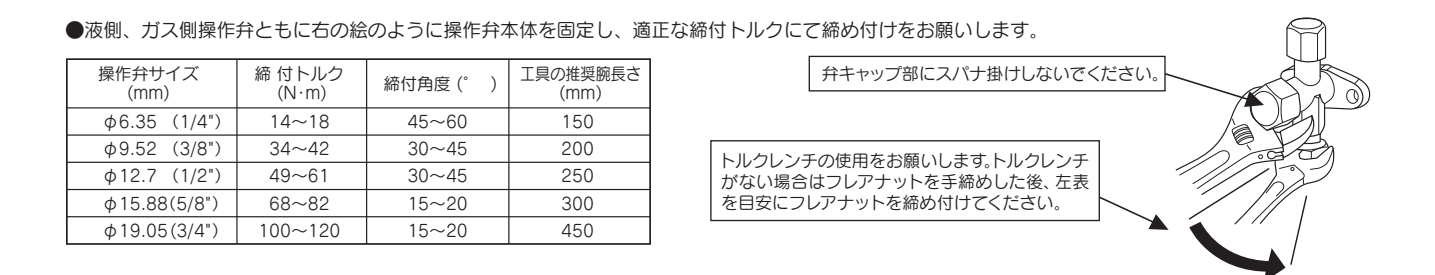 ●液側、ガス側操作弁ともに右の絵のように操作弁本体を固定し、適正な締付トルクにて締め付けをお願いします。
操作弁サイズ (mm) 締 付トルク (N·m) 締付角度 (° ) 工具の推奨腕長さ (mm)
φ6.35 (1/4") 14〜18 45〜60 150
φ9.52 (3/8") 34〜42 30〜45 200
φ12.7 (1/2") 49〜61 30〜45 250
φ15.88(5/8") 68〜82 15〜20 300
φ19.05(3/4") 100〜120 15〜20 450
弁キャップ部にスパナ掛けしないでください。
トルクレンチの使用をお願いします。トルクレンチ
がない場合はフレアナットを手締めした後、左表
を目安にフレアナットを締め付けてください。